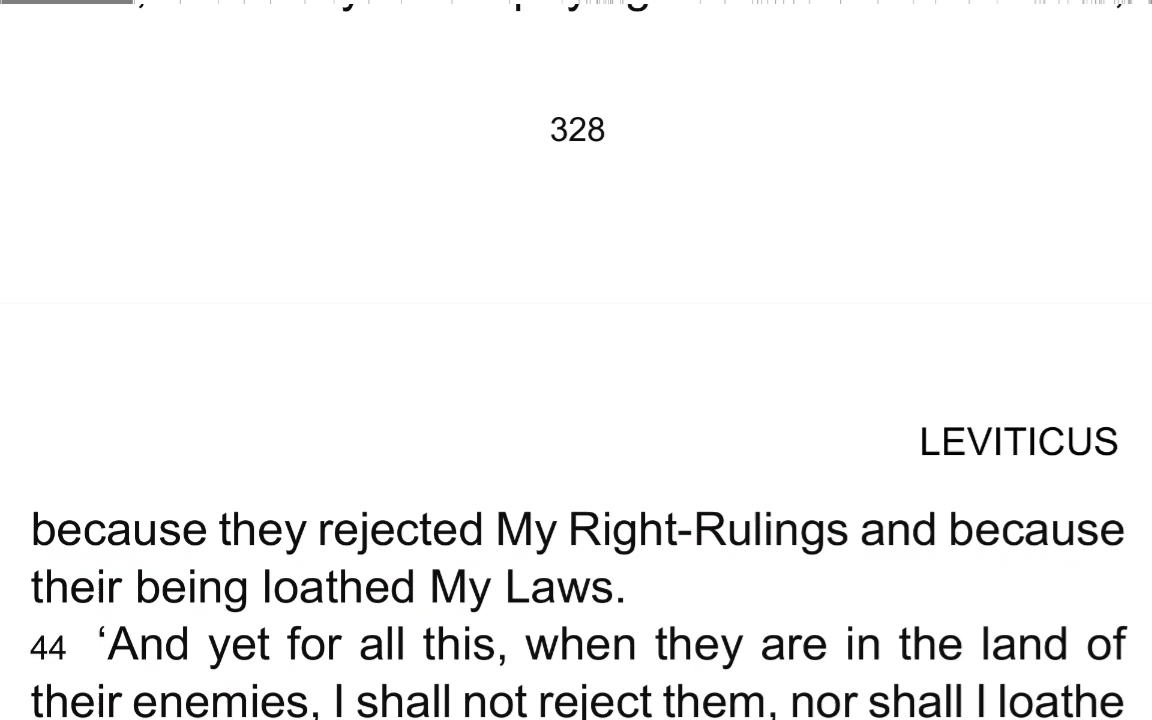 328
LEVITICUS
because they rejected My Right-Rulings and because
their being loathed My Laws.
44 ‘And yet for all this, when they are in the land of
their enemies, I shall not reject them, nor shall I loathe